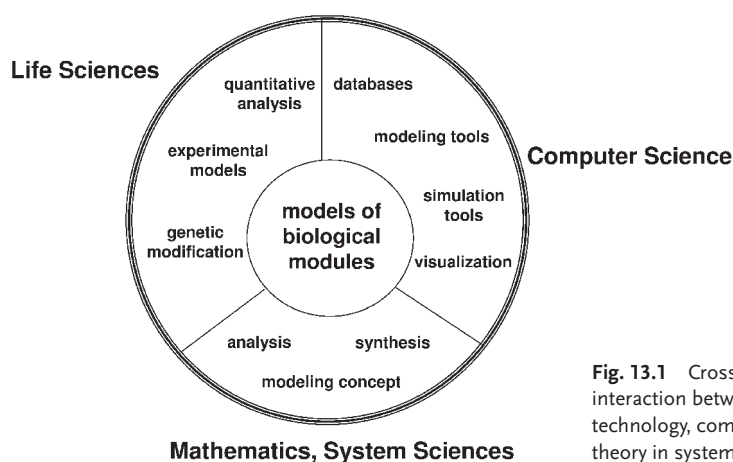 Life Sciences
quantitative
analysis
databases
experimental
models
modeling tools
Computer Science
genetic
modification
models of
biological
modules
simulation
tools
visualization
analysis
synthesis
modeling concept
Mathematics, System Sciences
Fig. 13.1 Cross
interaction betw
technology, com
theory in system